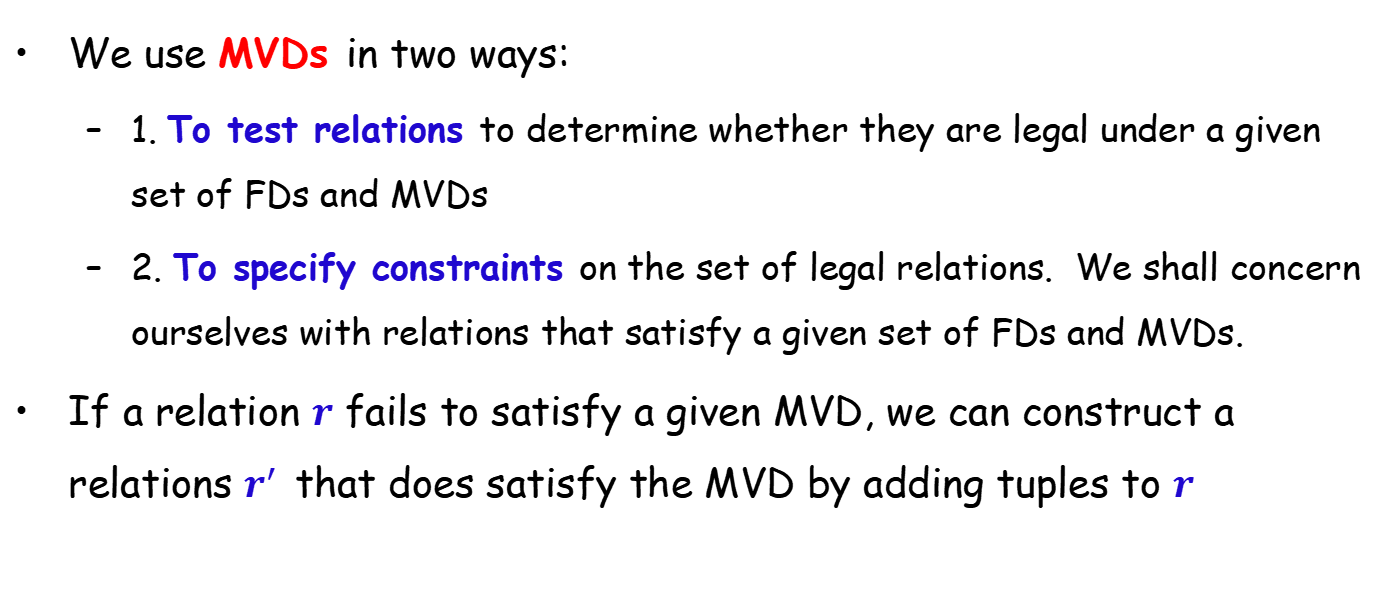 • We use MVDs in two ways:
– 1. To test relations to determine whether they are legal under a given
set of FDs and MVDs
– 2. To specify constraints on the set of legal relations. We shall concern
ourselves with relations that satisfy a given set of FDs and MVDs.
• If a relation r fails to satisfy a given MVD, we can construct a
relations r′ that does satisfy the MVD by adding tuples to r